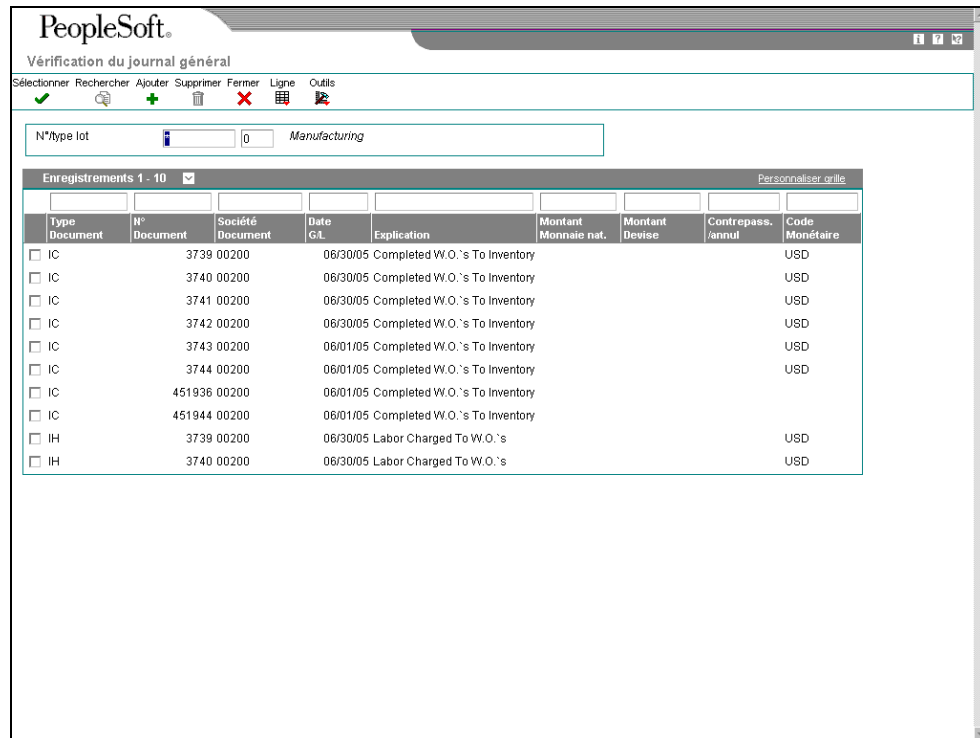 PeopleSoft®
Vérification du journal général
Sélectionner Rechercher Ajouter Supprimer Fermer Ligne Outils
N°/type lot * 0 Manufacturing
Enregistrements 1 - 10 Personnaliser grille
Type Document N° Document Société Document Date G/L Explication Montant Monnaie nat. Montant Devise Contrepass. /annul Code Monétaire
IC 3739 00200 06/30/05 Completed W.O.`s To Inventory USD
IC 3740 00200 06/30/05 Completed W.O.`s To Inventory USD
IC 3741 00200 06/30/05 Completed W.O.`s To Inventory USD
IC 3742 00200 06/30/05 Completed W.O.`s To Inventory USD
IC 3743 00200 06/01/05 Completed W.O.`s To Inventory USD
IC 3744 00200 06/01/05 Completed W.O.`s To Inventory USD
IC 451936 00200 06/01/05 Completed W.O.`s To Inventory
IC 451944 00200 06/01/05 Completed W.O.`s To Inventory
IH 3739 00200 06/30/05 Labor Charged To W.O.`s USD
IH 3740 00200 06/30/05 Labor Charged To W.O.`s USD